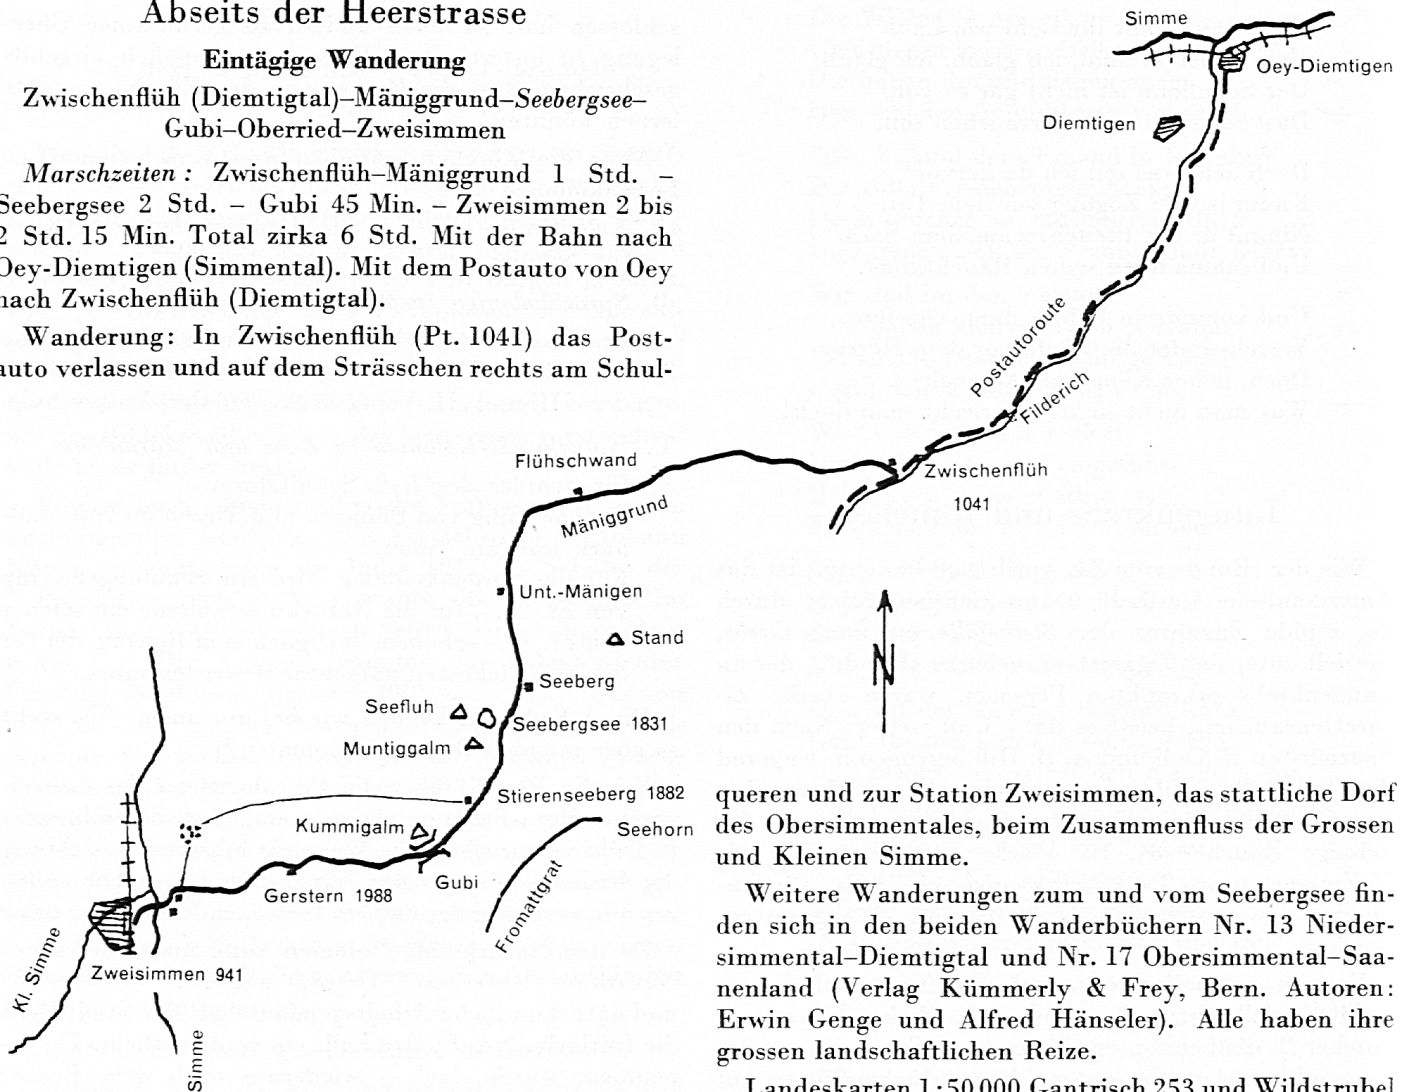 Abseits der Heerstrasse
Eintägige Wanderung
Zwischenflüh (Diemtigtal)–Mäniggrund–Seebergsee–
Gubi–Oberried–Zweisimmen
Marschzeiten: Zwischenflüh–Mäniggrund 1 Std. –
Seebergsee 2 Std. – Gubi 45 Min. – Zweisimmen 2 bis
2 Std. 15 Min. Total zirka 6 Std. Mit der Bahn nach
Oey-Diemtigen (Simmental). Mit dem Postauto von Oey
nach Zwischenflüh (Diemtigtal).
Wanderung: In Zwischenflüh (Pt. 1041) das Post-
auto verlassen und auf dem Strässchen rechts am Schul-
Simme
Oey-Diemtigen
Diemtigen
Postautoroute
Filderich
Zwischenflüh
1041
Flühschwand
Mäniggrund
Unt.-Mänigen
Stand
N
Seeberg
Seefluh
Seebergsee 1831
Muntiggalm
Stierenseeberg 1882
Kummigalm
Seehorn
Gubi
Gerstern 1988
Fromattgrat
Kl. Simme
Zweisimmen 941
Simme
queren und zur Station Zweisimmen, das stattliche Dorf
des Obersimmentales, beim Zusammenfluss der Grossen
und Kleinen Simme.
Weitere Wanderungen zum und vom Seebergsee fin-
den sich in den beiden Wanderbüchern Nr. 13 Nieder-
simmental–Diemtigtal und Nr. 17 Obersimmental–Saa-
nenland (Verlag Kümmerly & Frey, Bern. Autoren:
Erwin Genge und Alfred Hänseler). Alle haben ihre
grossen landschaftlichen Reize.
Landeskarten 1:50 000 Gantrisch 253 und Wildstrubel